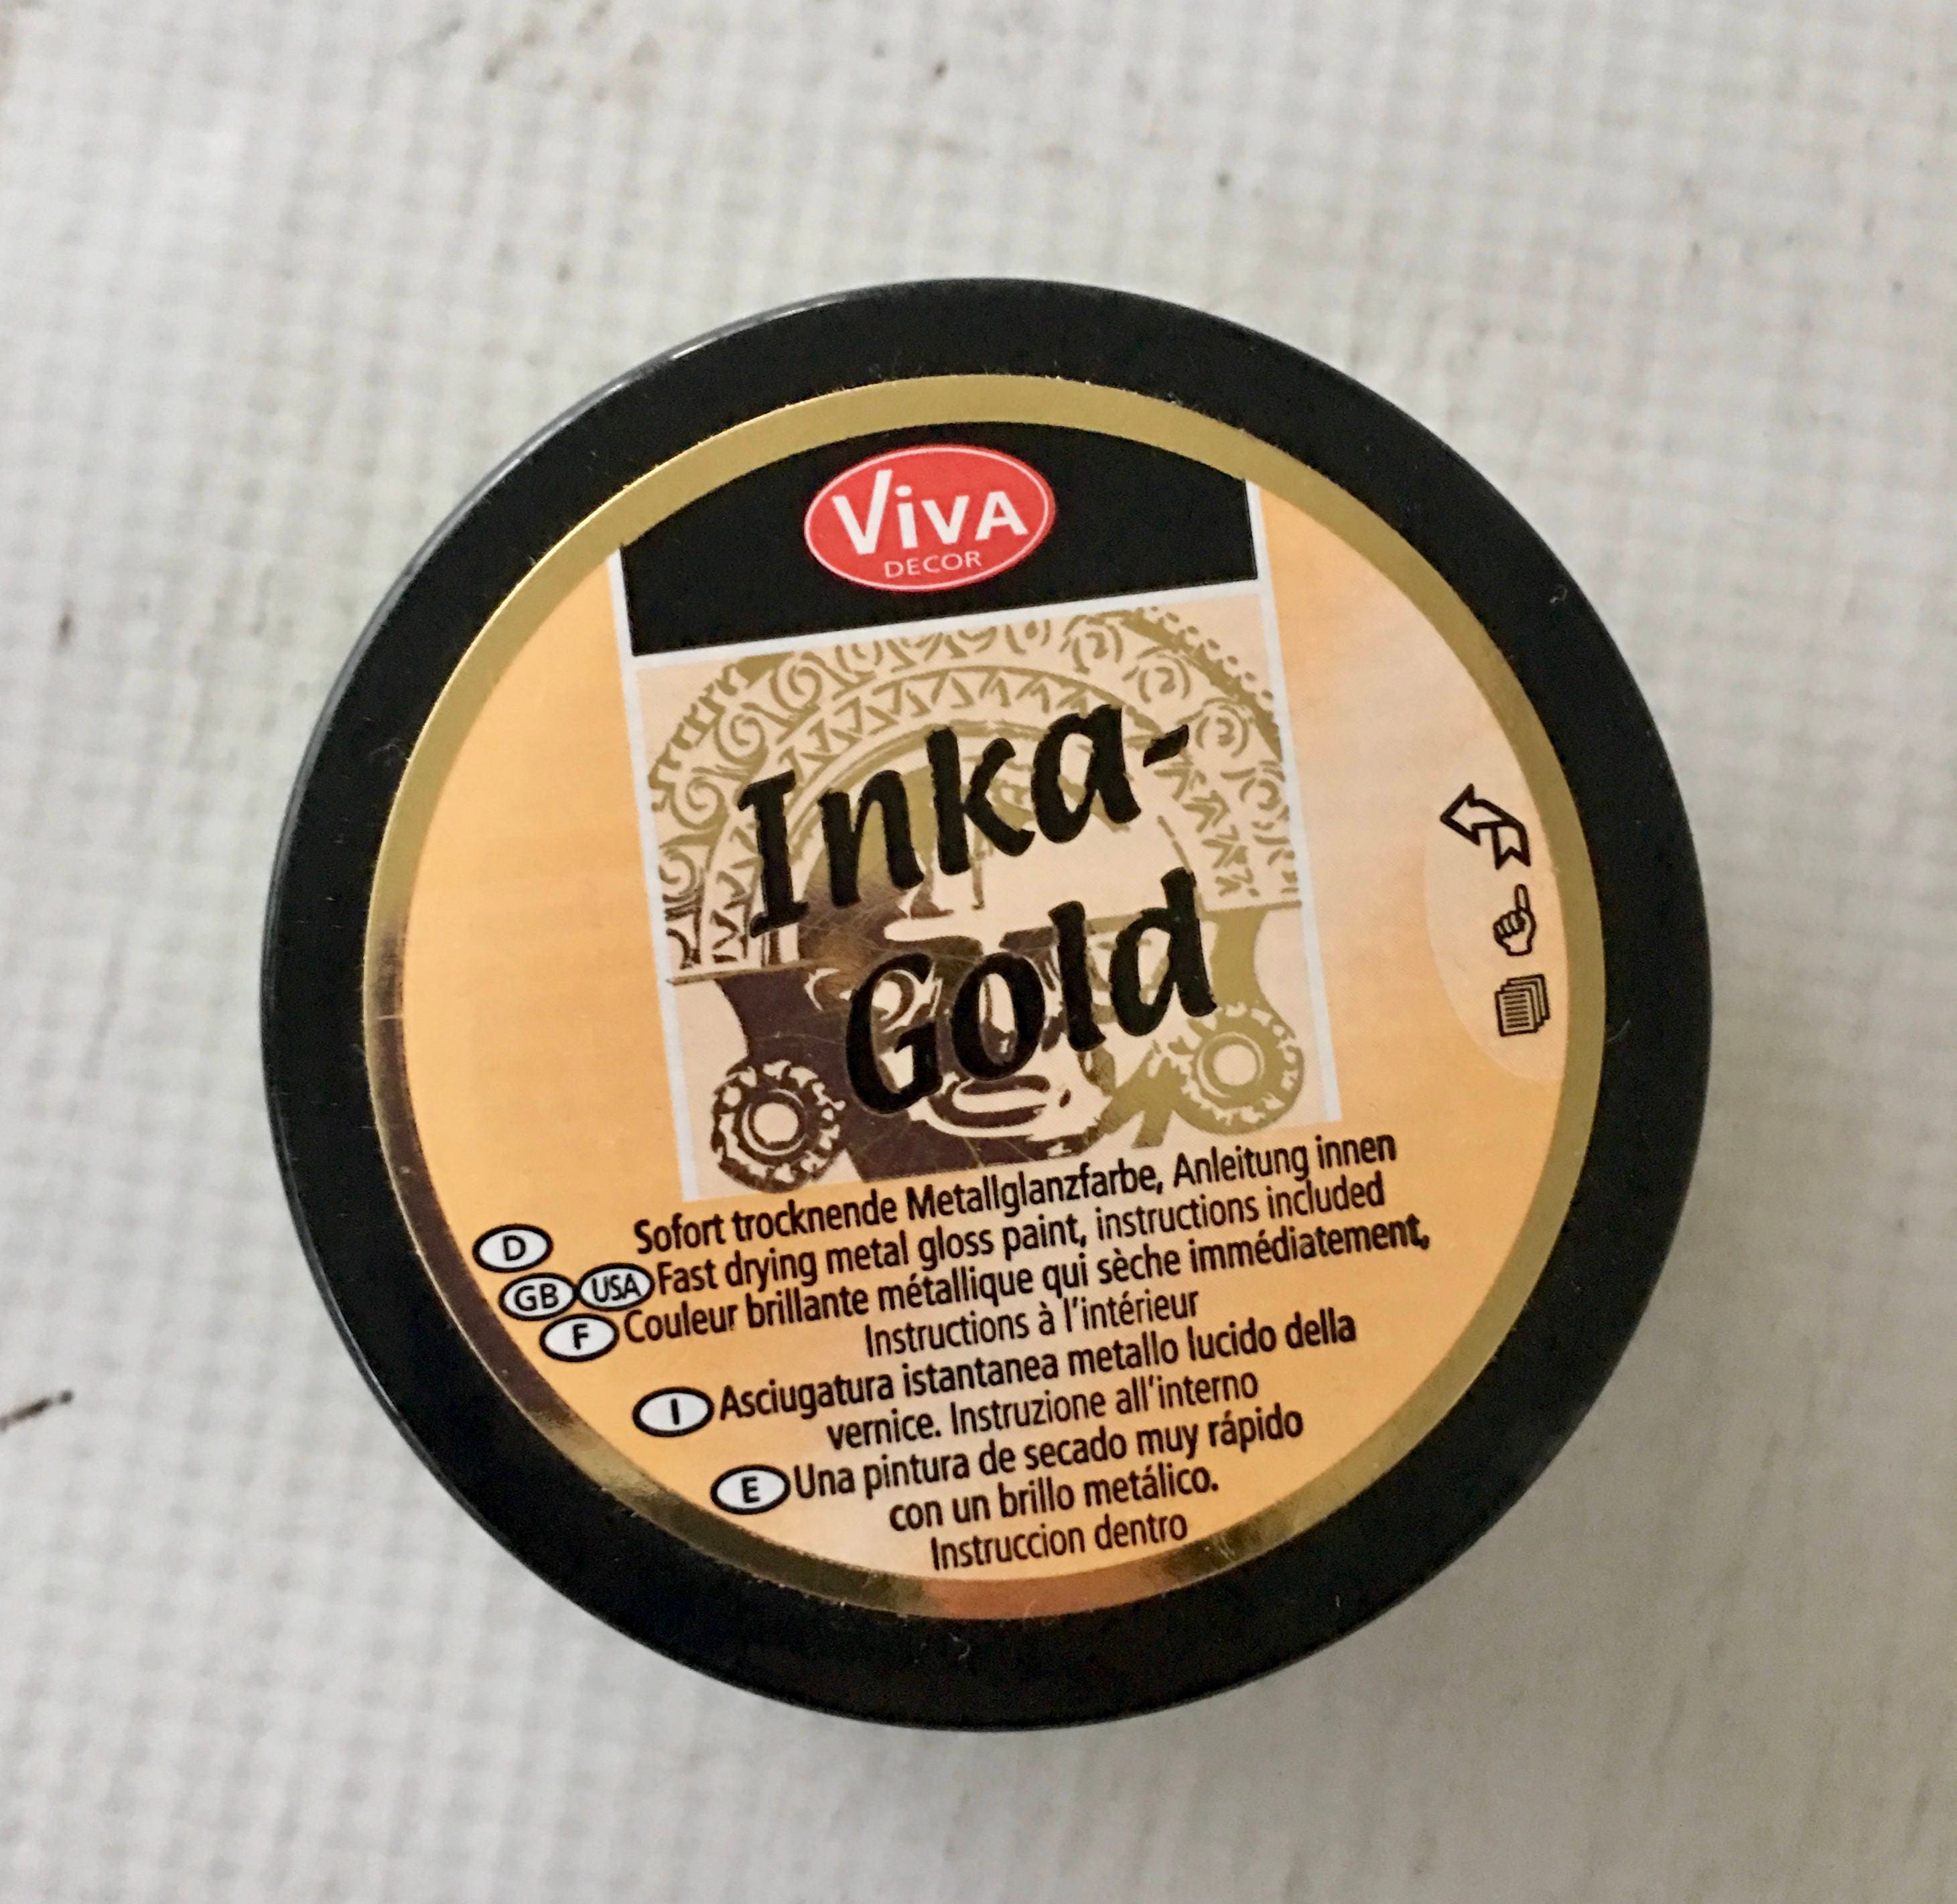 ViVA
DECOR
Inka-
Gold
D Sofort trocknende Metallglanzfarbe, Anleitung innen
GB USA Fast drying metal gloss paint, instructions included
F Couleur brillante métallique qui sèche immédiatement,
Instructions à l'intérieur
I Asciugatura istantanea metallo lucido della
vernice. Instruzione all'interno
E Una pintura de secado muy rápido
con un brillo metálico.
Instruccion dentro